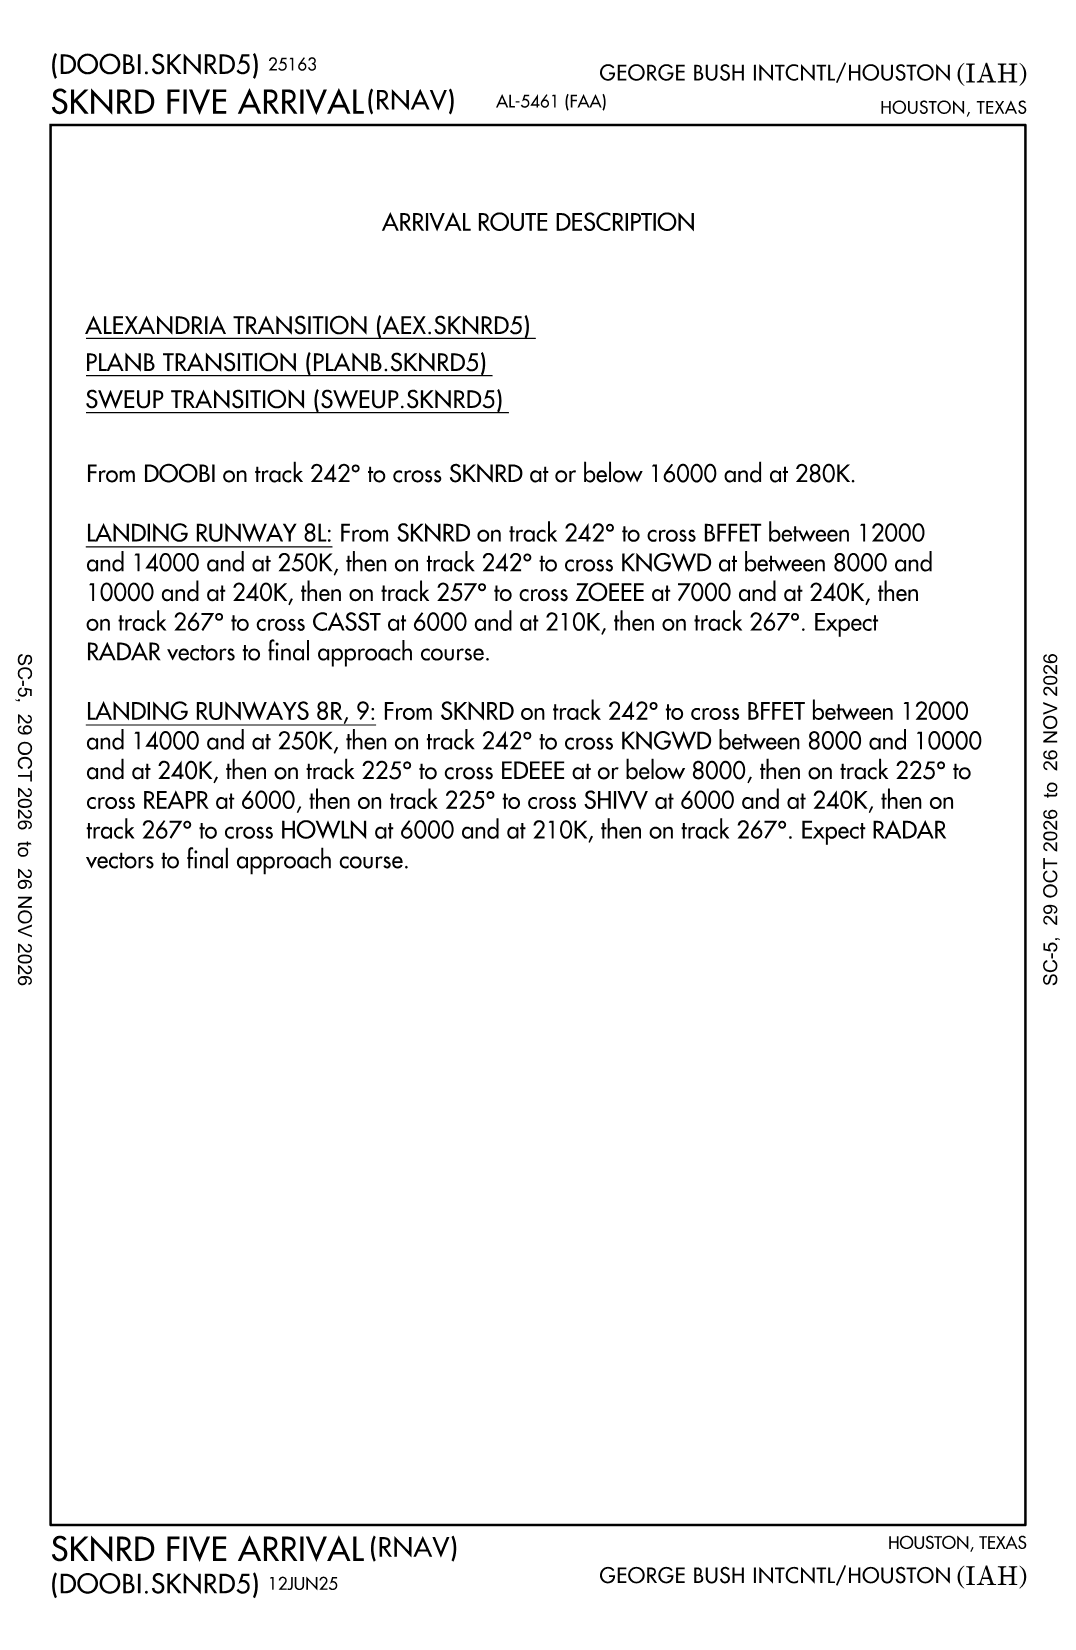 (DOOBI.SKNRD5) 25163
SKNRD FIVE ARRIVAL(RNAV)
AL-5461 (FAA)
GEORGE BUSH INTCNTL/HOUSTON (IAH)
HOUSTON, TEXAS
ARRIVAL ROUTE DESCRIPTION
ALEXANDRIA TRANSITION (AEX.SKNRD5)
PLANB TRANSITION (PLANB.SKNRD5)
SWEUP TRANSITION (SWEUP.SKNRD5)
From DOOBI on track 242° to cross SKNRD at or below 16000 and at 280K.
LANDING RUNWAY 8L: From SKNRD on track 242° to cross BFFET between 12000
and 14000 and at 250K, then on track 242° to cross KNGWD at between 8000 and
10000 and at 240K, then on track 257° to cross ZOEEE at 7000 and at 240K, then
on track 267° to cross CASST at 6000 and at 210K, then on track 267°. Expect
RADAR vectors to final approach course.
LANDING RUNWAYS 8R, 9: From SKNRD on track 242° to cross BFFET between 12000
and 14000 and at 250K, then on track 242° to cross KNGWD between 8000 and 10000
and at 240K, then on track 225° to cross EDEEE at or below 8000, then on track 225° to
cross REAPR at 6000, then on track 225° to cross SHIVV at 6000 and at 240K, then on
track 267° to cross HOWLN at 6000 and at 210K, then on track 267°. Expect RADAR
vectors to final approach course.
SC-5, 29 OCT 2026 to 26 NOV 2026
SC-5, 29 OCT 2026 to 26 NOV 2026
SKNRD FIVE ARRIVAL(RNAV)
(DOOBI.SKNRD5) 12JUN25
HOUSTON, TEXAS
GEORGE BUSH INTCNTL/HOUSTON (IAH)